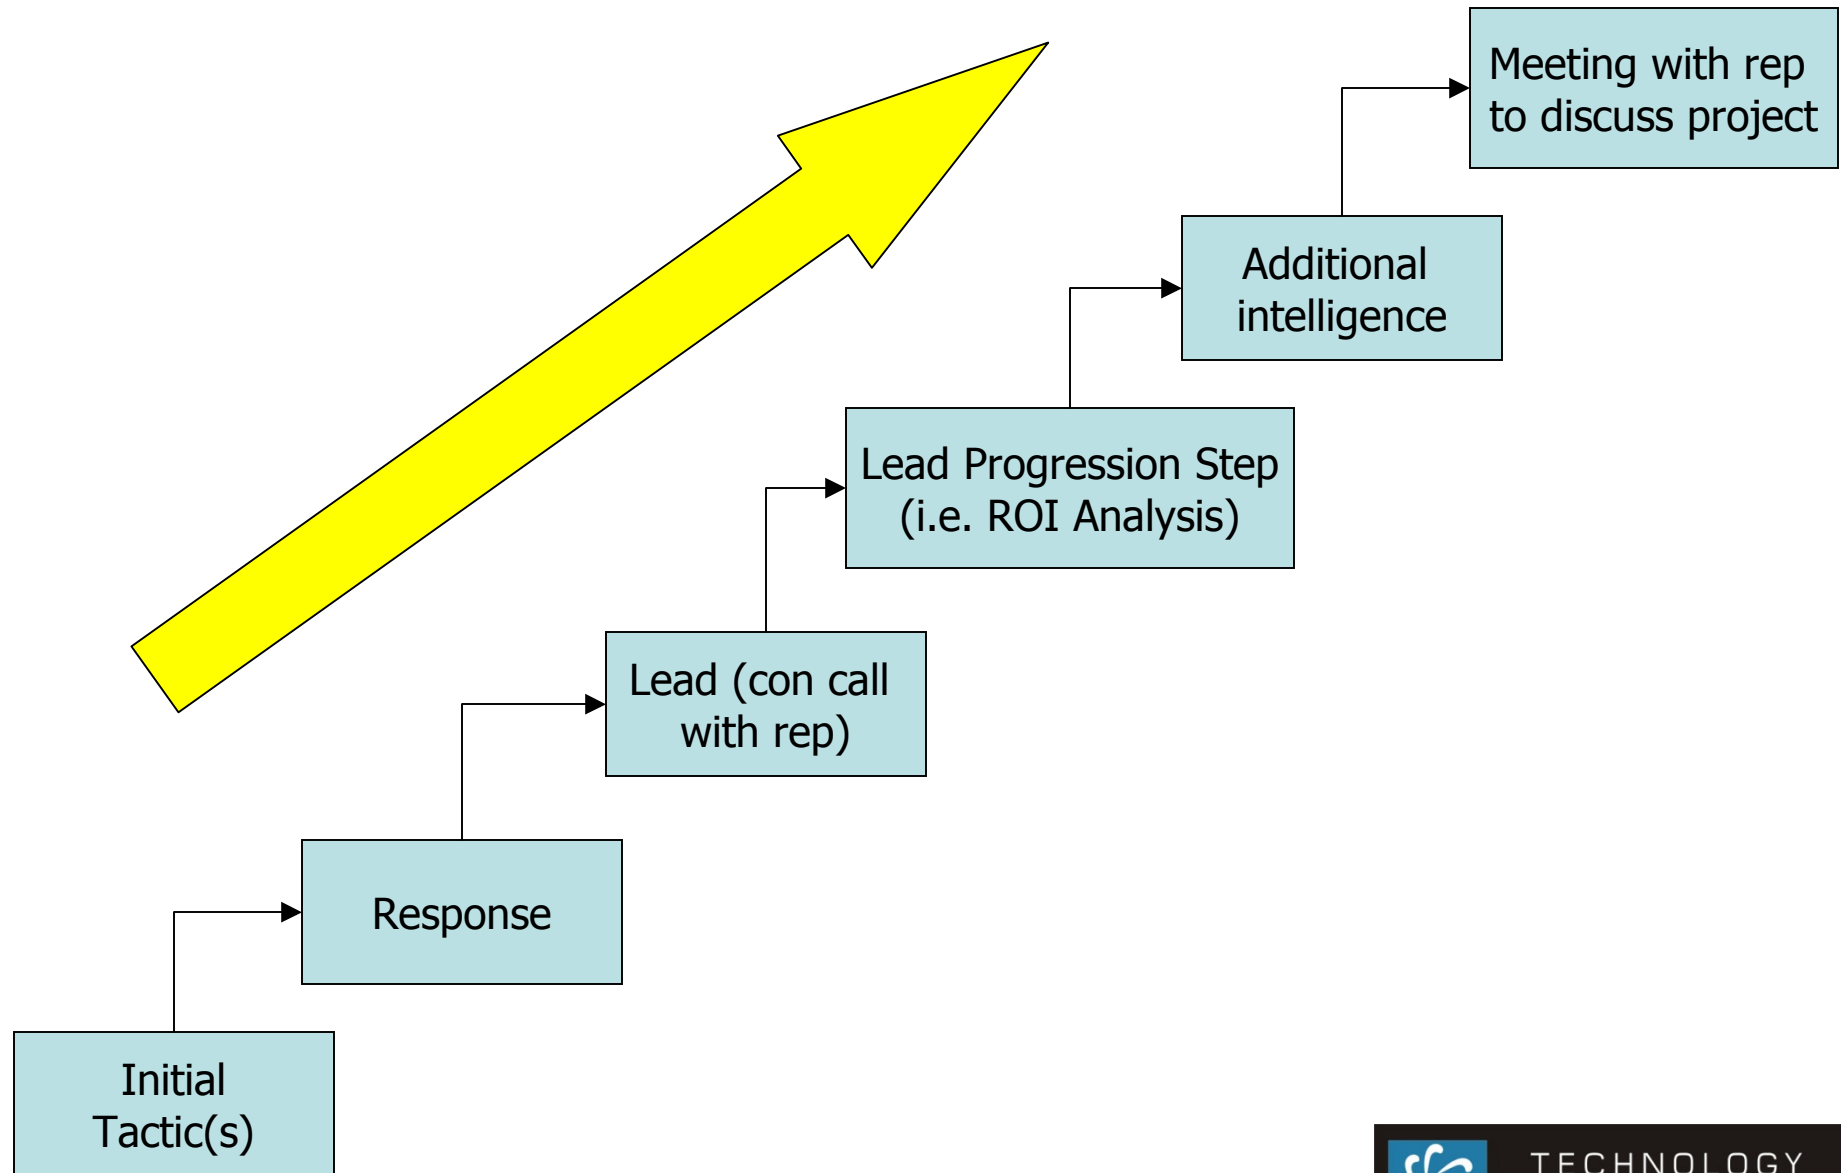 Meeting with rep
to discuss project
Additional
intelligence
Lead Progression Step
(i.e. ROI Analysis)
Lead (con call
with rep)
Response
Initial
Tactic(s)
TECHNOLOGY